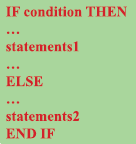 IF condition THEN
…
statements1
…
ELSE
…
statements2
END IF